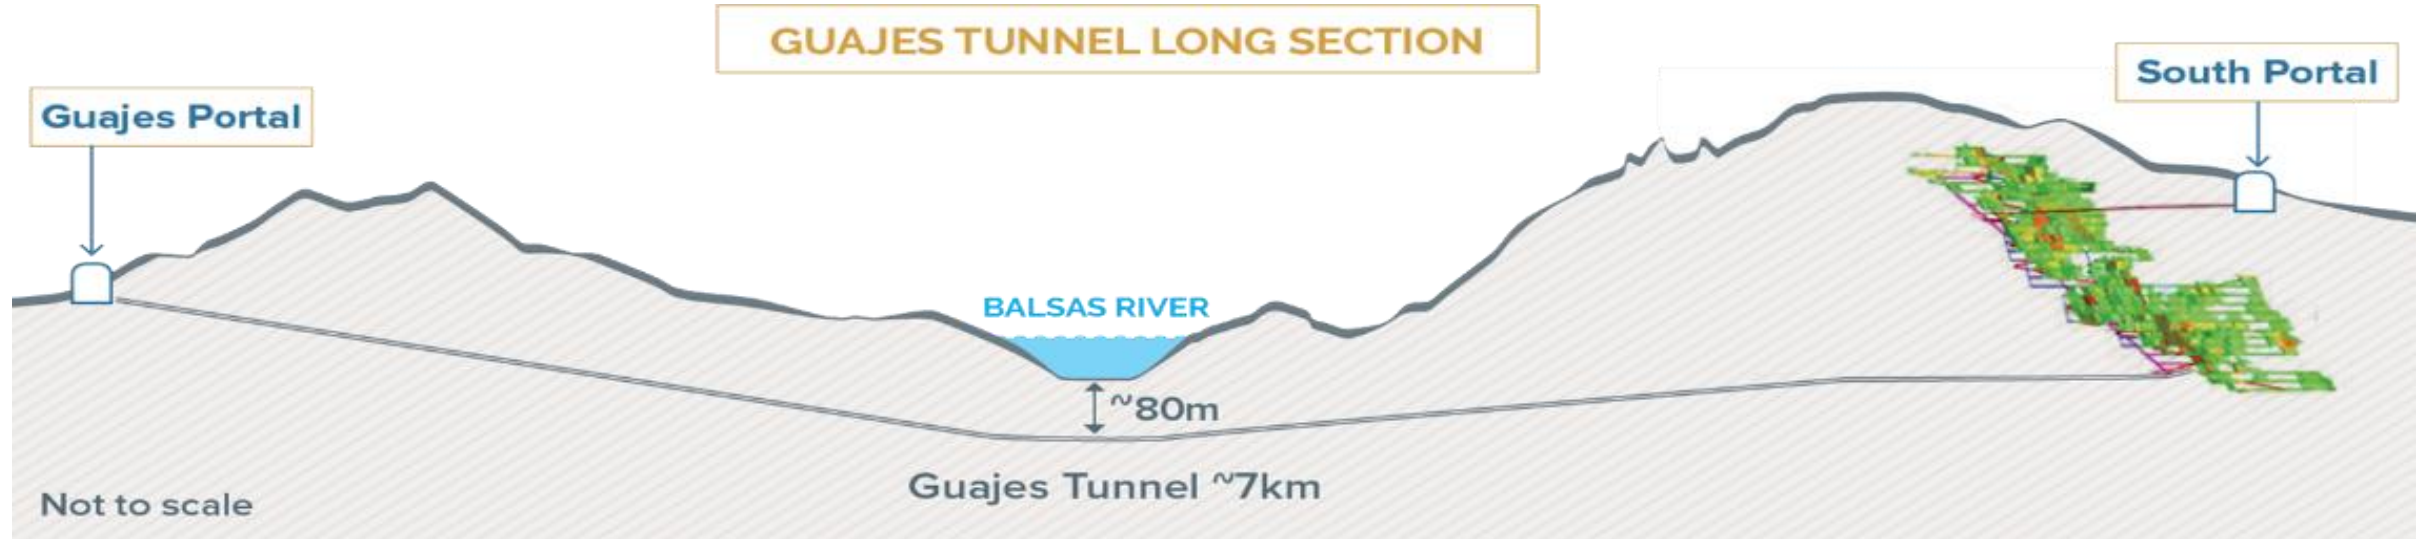 GUAJES TUNNEL LONG SECTION
South Portal
Guajes Portal
BALSAS RIVER
~80m
Guajes Tunnel ~7km
Not to scale